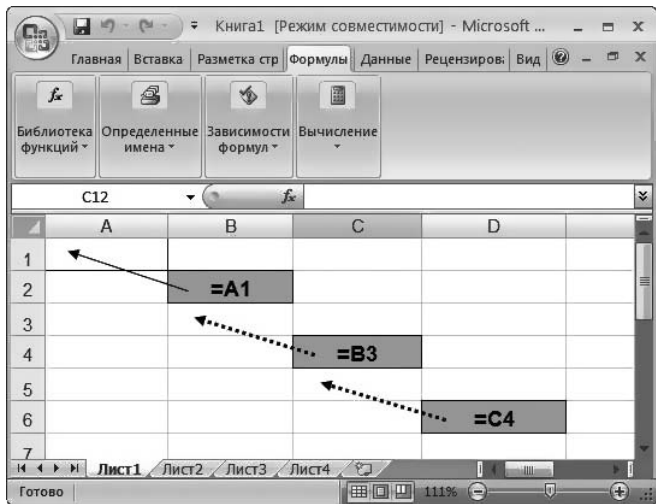 Книга1 [Режим совместимости] - Microsoft ...
Главная Вставка Разметка стр Формулы Данные Рецензиров: Вид
fx
Библиотека функций
Определенные имена
Зависимости формул
Вычисление
C12 fx
A B C D
1
2 =A1
3
4 =B3
5
6 =C4
7
Лист1 Лист2 Лист3 Лист4
Готово 111%